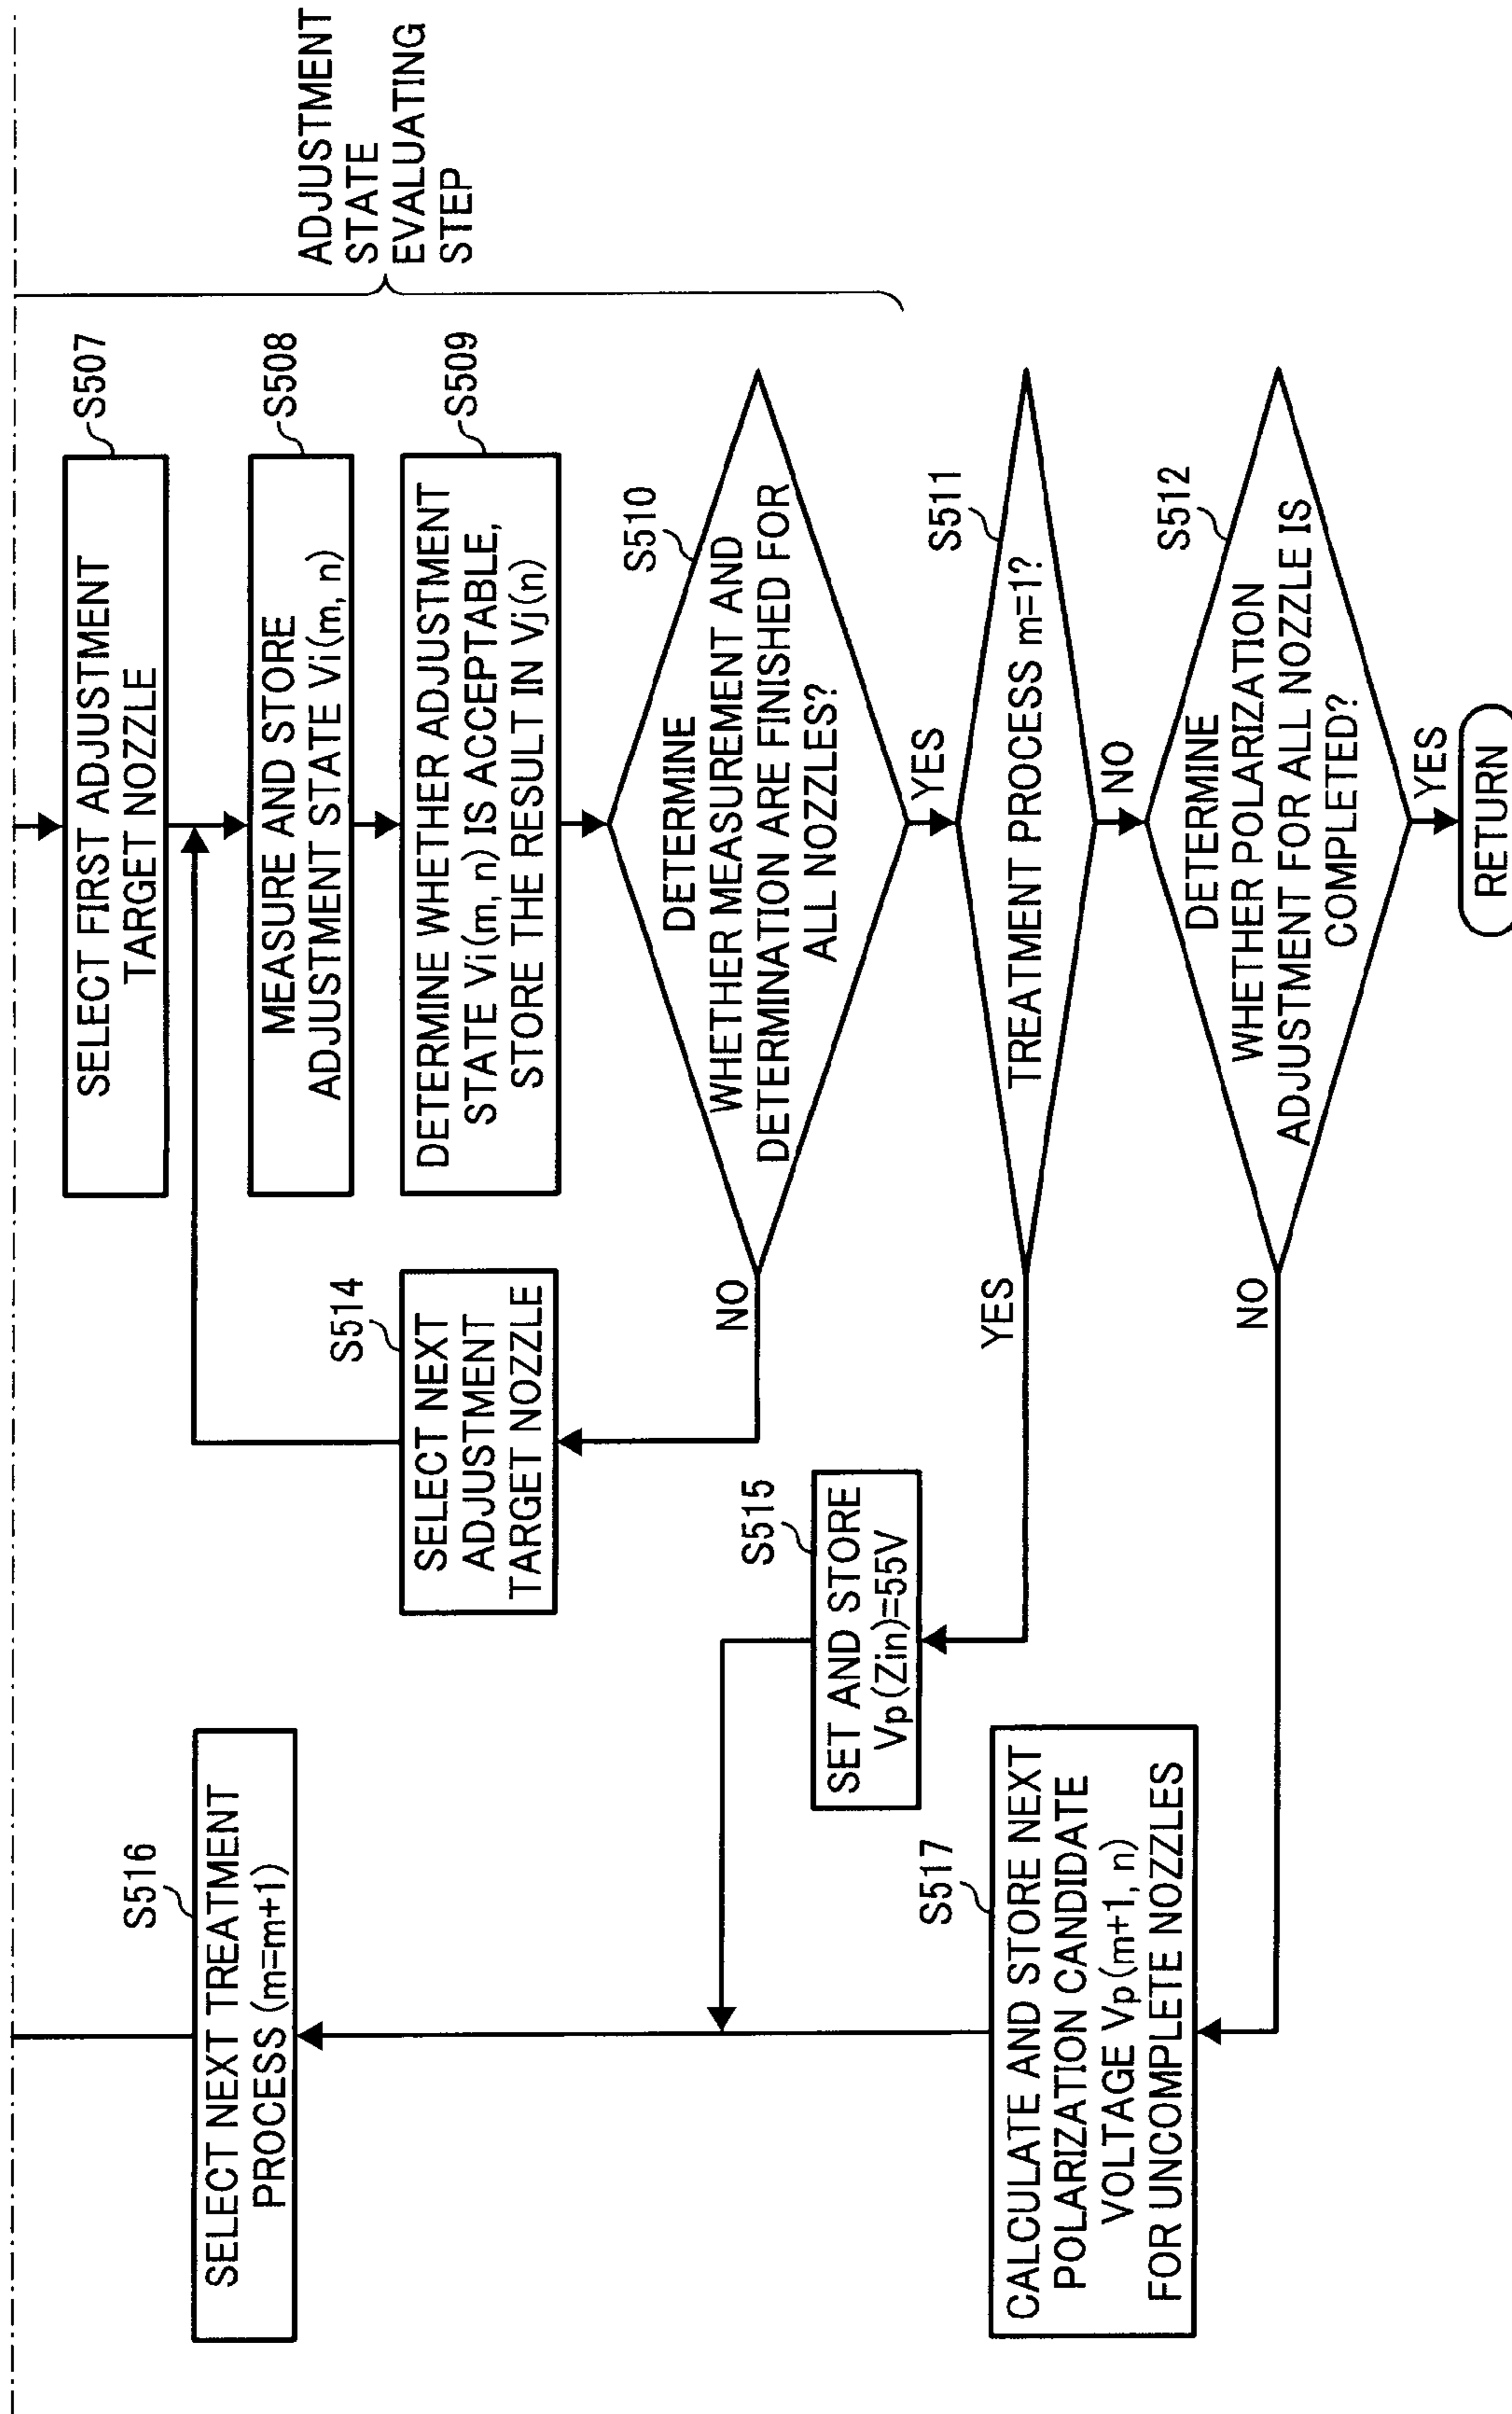 S507
SELECT FIRST ADJUSTMENT
TARGET NOZZLE
S508
MEASURE AND STORE
ADJUSTMENT STATE Vi(m, n)
S509
DETERMINE WHETHER ADJUSTMENT
STATE Vi(m, n) IS ACCEPTABLE,
STORE THE RESULT IN Vj(n)
ADJUSTMENT
STATE
EVALUATING
STEP
S510
DETERMINE
WHETHER MEASUREMENT AND
DETERMINATION ARE FINISHED FOR
ALL NOZZLES?
NO
YES
S514
SELECT NEXT
ADJUSTMENT
TARGET NOZZLE
S511
TREATMENT PROCESS m=1?
YES
NO
S515
SET AND STORE
Vp(Zin)=55V
S512
DETERMINE
WHETHER POLARIZATION
ADJUSTMENT FOR ALL NOZZLE IS
COMPLETED?
NO
YES
S516
SELECT NEXT TREATMENT
PROCESS (m=m+1)
S517
CALCULATE AND STORE NEXT
POLARIZATION CANDIDATE
VOLTAGE Vp(m+1, n)
FOR UNCOMPLETE NOZZLES
RETURN